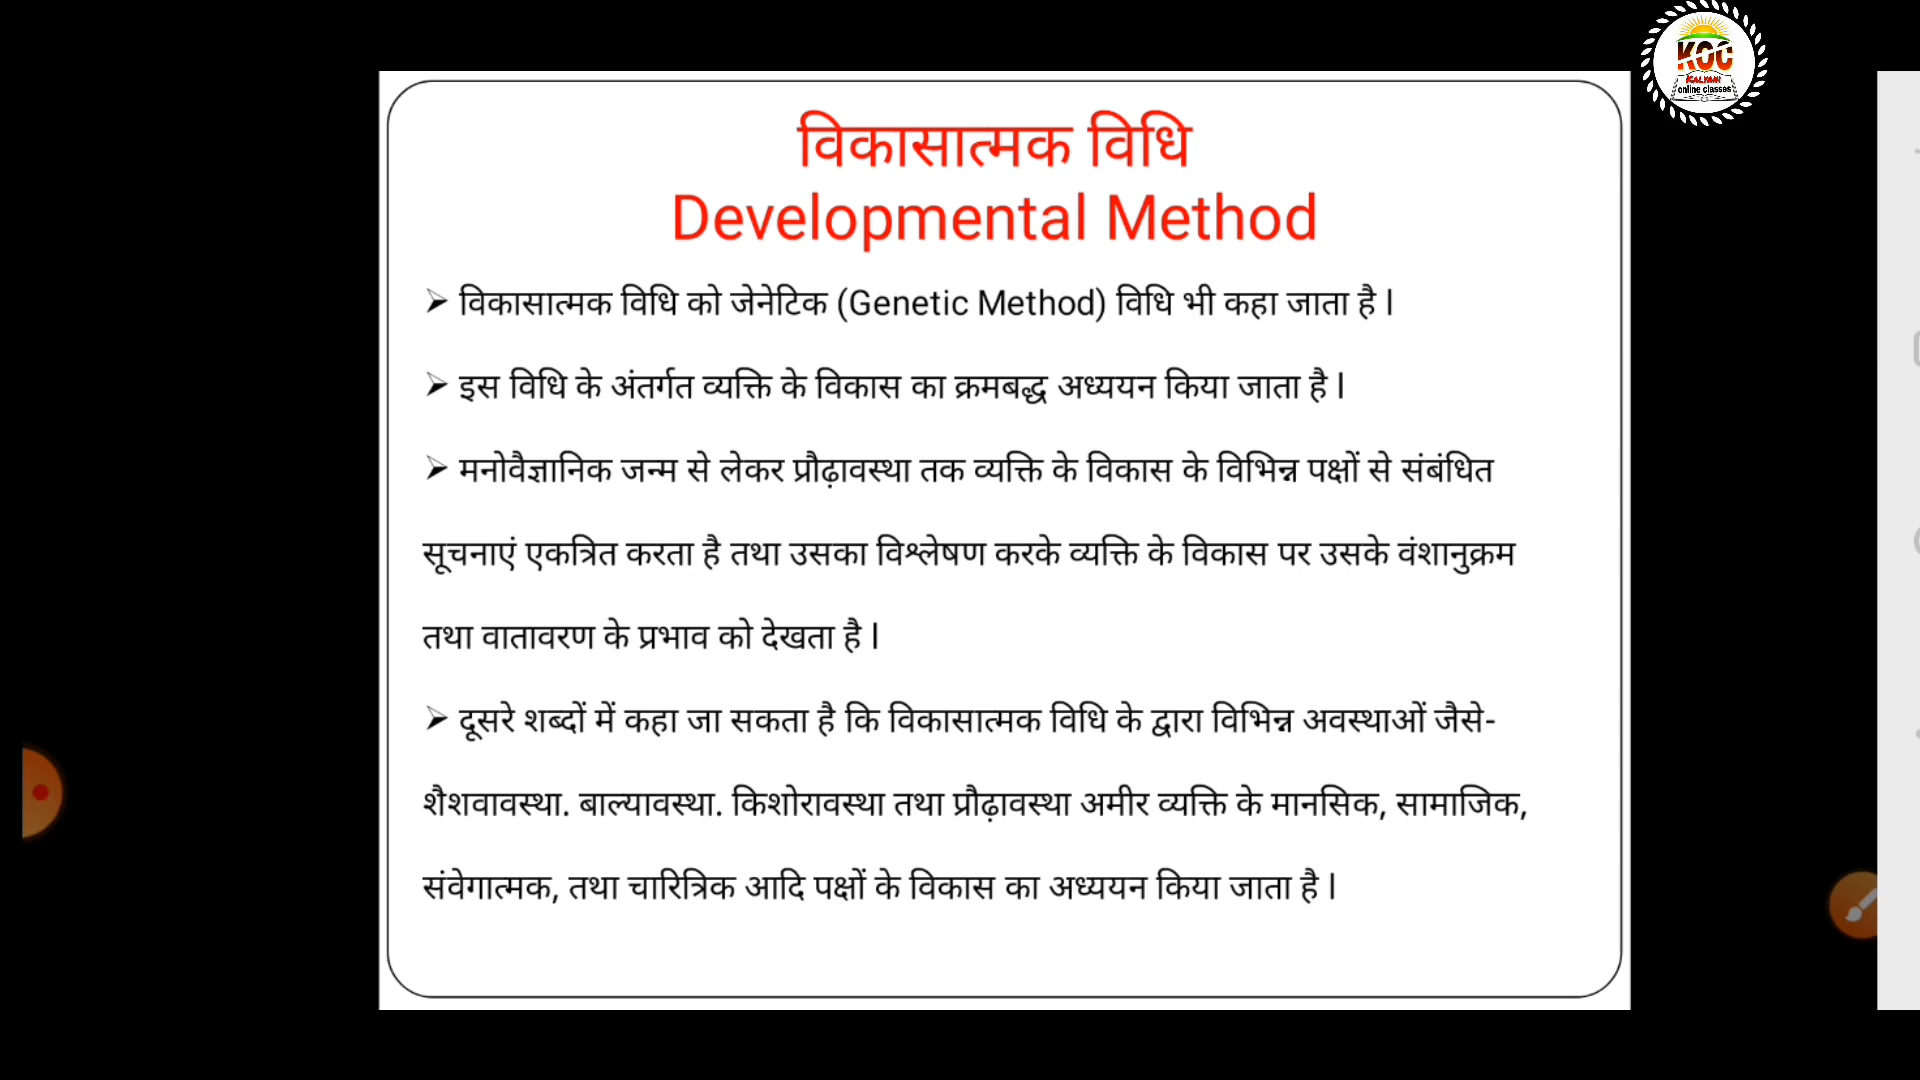 KOC
KALYANI
online classes
विकासात्मक विधि
Developmental Method
➢ विकासात्मक विधि को जेनेटिक (Genetic Method) विधि भी कहा जाता है l
➢ इस विधि के अंतर्गत व्यक्ति के विकास का क्रमबद्ध अध्ययन किया जाता है l
➢ मनोवैज्ञानिक जन्म से लेकर प्रौढ़ावस्था तक व्यक्ति के विकास के विभिन्न पक्षों से संबंधित
सूचनाएं एकत्रित करता है तथा उसका विश्लेषण करके व्यक्ति के विकास पर उसके वंशानुक्रम
तथा वातावरण के प्रभाव को देखता है l
➢ दूसरे शब्दों में कहा जा सकता है कि विकासात्मक विधि के द्वारा विभिन्न अवस्थाओं जैसे-
शैशवावस्था. बाल्यावस्था. किशोरावस्था तथा प्रौढ़ावस्था अमीर व्यक्ति के मानसिक, सामाजिक,
संवेगात्मक, तथा चारित्रिक आदि पक्षों के विकास का अध्ययन किया जाता है l